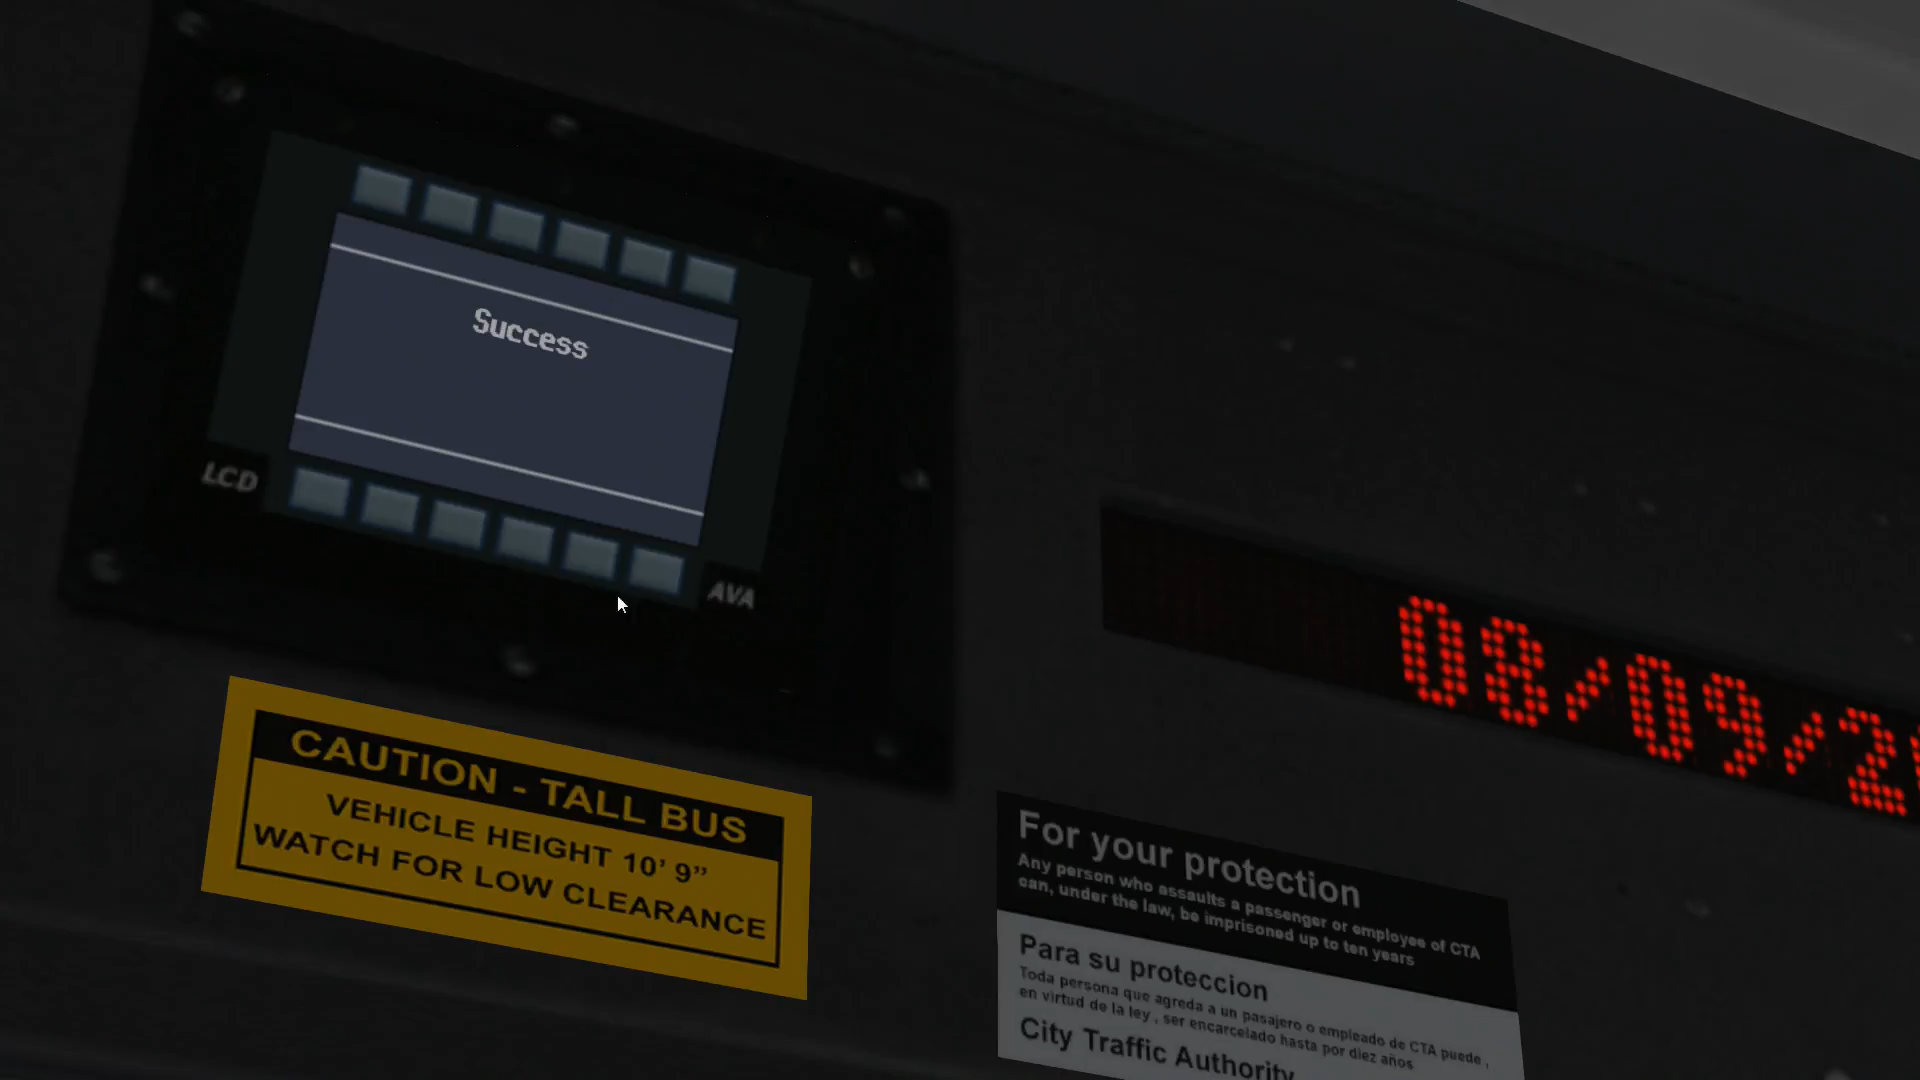 Success
LCD
AVA
CAUTION - TALL BUS
VEHICLE HEIGHT 10’ 9”
WATCH FOR LOW CLEARANCE
08/09/2
For your protection
Any person who assaults a passenger or employee of CTA
can, under the law, be imprisoned up to ten years
Para su proteccion
Toda persona que agreda a un pasajero o empleado de CTA puede ,
en virtud de la ley , ser encarcelado hasta por diez años
City Traffic Authority